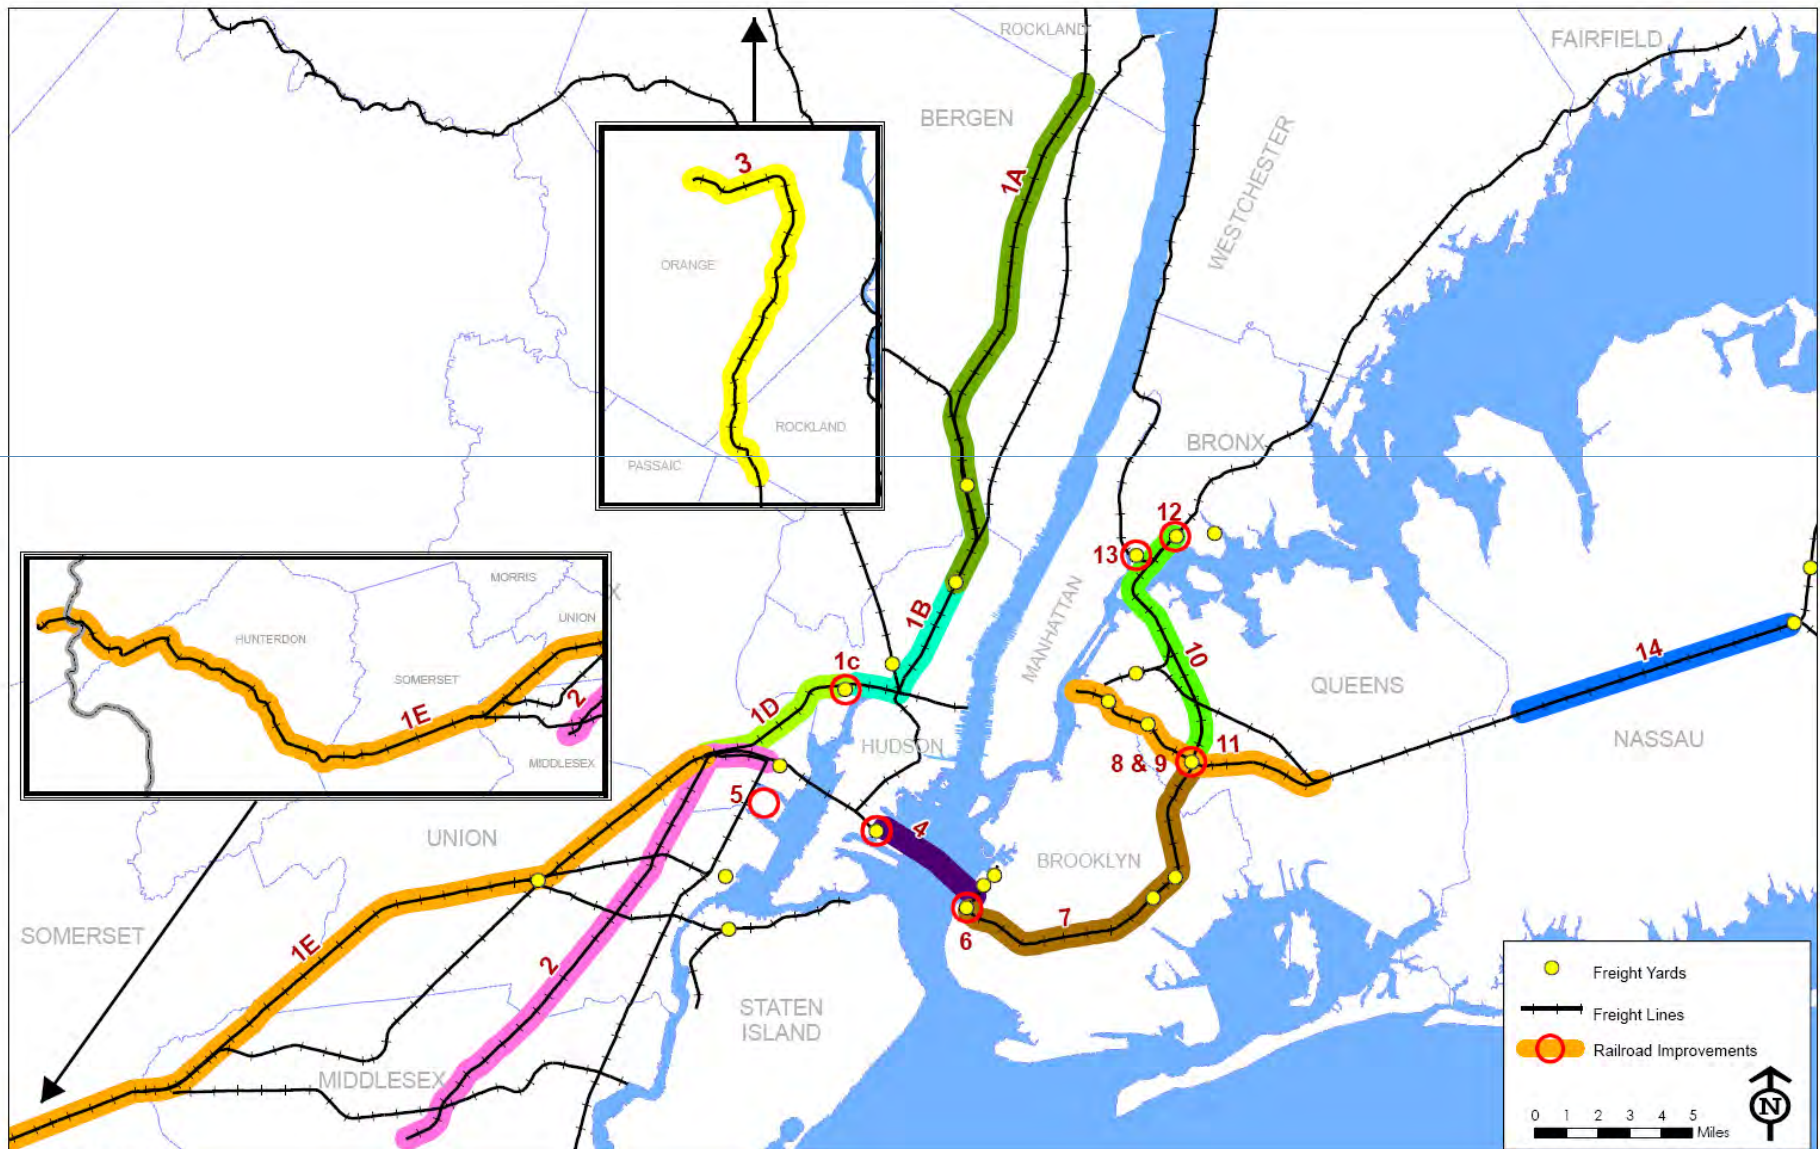 ROCKLAND
FAIRFIELD
BERGEN
WESTCHESTER
1A
3
ORANGE
ROCKLAND
PASSAIC
BRONX
12
13
MANHATTAN
MORRIS
UNION
HUNTERDON
SOMERSET
1E
2
MIDDLESEX
X
1B
1c
1D
10
QUEENS
14
NASSAU
HUDSON
11
8 & 9
5
4
UNION
BROOKLYN
7
6
SOMERSET
1E
2
STATEN
ISLAND
MIDDLESEX
Freight Yards
Freight Lines
Railroad Improvements
N
0 1 2 3 4 5
Miles